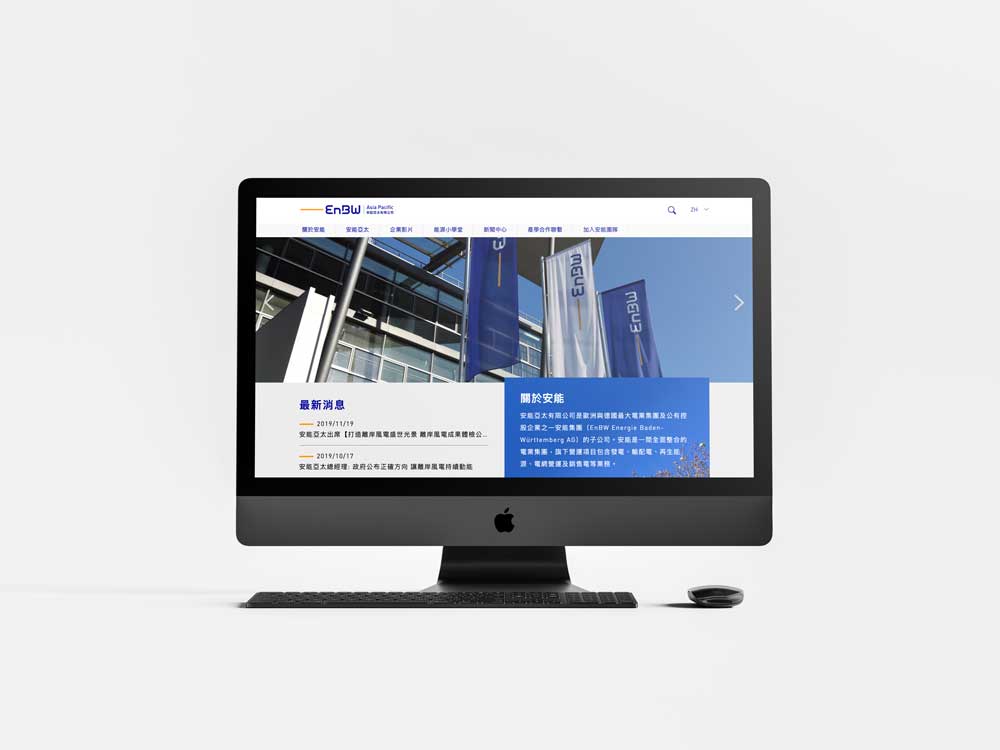 EnBW Asia Pacific
安能亞太有限公司
ZH
關於安能 安能亞太 企業影片 能源小學堂 新聞中心 產學合作聯繫 加入安能團隊
EnBW
EnBW
最新消息
2019/11/19
安能亞太出席【打造離岸風電盛世光景 離岸風電成果體檢公...
2019/10/17
安能亞太總經理: 政府公布正確方向 讓離岸風電持續動能
關於安能
安能亞太有限公司是歐洲與德國最大電業集團及公有控
股企業之一安能集團（EnBW Energie Baden-
Württemberg AG）的子公司。安能是一間全面整合的
電業集團，旗下營運項目包含發電、輸配電、再生能
源、電網營運及銷售電等業務。